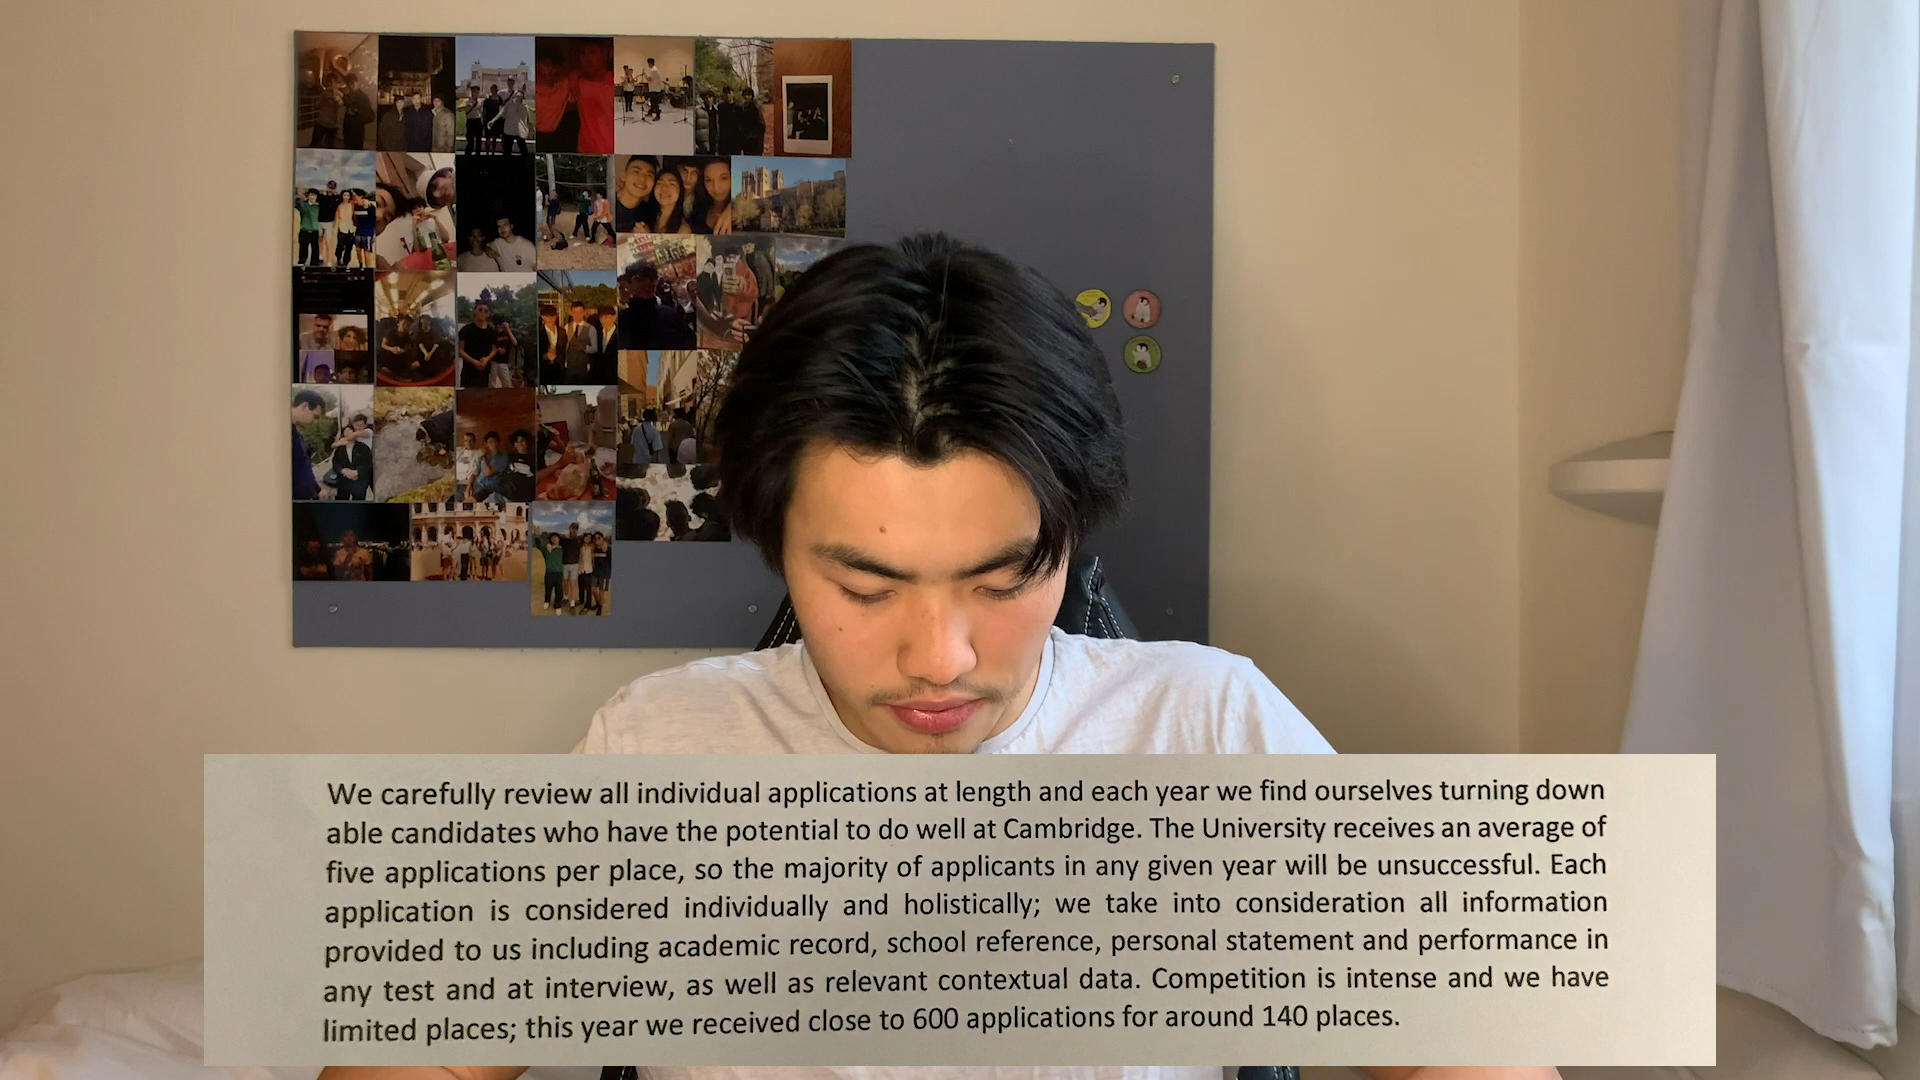 We carefully review all individual applications at length and each year we find ourselves turning down
able candidates who have the potential to do well at Cambridge. The University receives an average of
five applications per place, so the majority of applicants in any given year will be unsuccessful. Each
application is considered individually and holistically; we take into consideration all information
provided to us including academic record, school reference, personal statement and performance in
any test and at interview, as well as relevant contextual data. Competition is intense and we have
limited places; this year we received close to 600 applications for around 140 places.